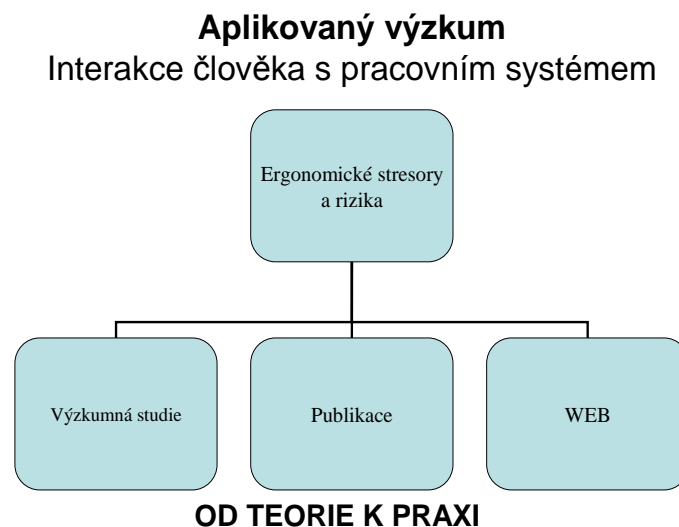 Aplikovaný výzkum
Interakce člověka s pracovním systémem
Ergonomické stresory
a rizika
Výzkumná studie
Publikace
WEB
OD TEORIE K PRAXI